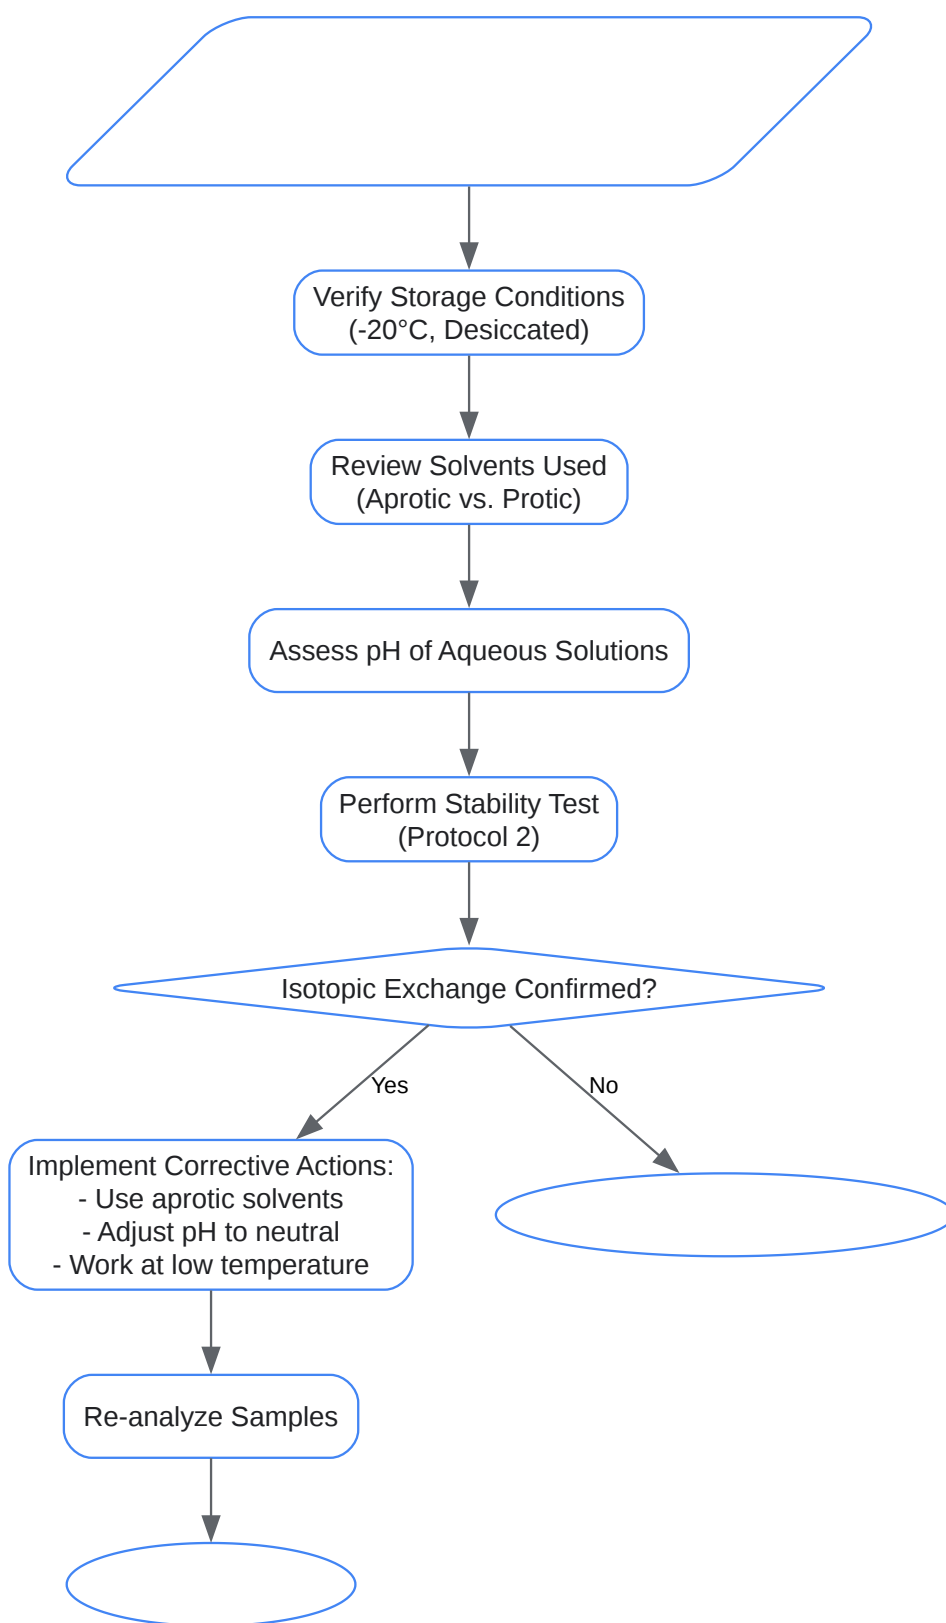 Verify Storage Conditions
(-20°C, Desiccated)
Review Solvents Used
(Aprotic vs. Protic)
Assess pH of Aqueous Solutions
Perform Stability Test
(Protocol 2)
Isotopic Exchange Confirmed?
Yes
No
Implement Corrective Actions:
- Use aprotic solvents
- Adjust pH to neutral
- Work at low temperature
Re-analyze Samples